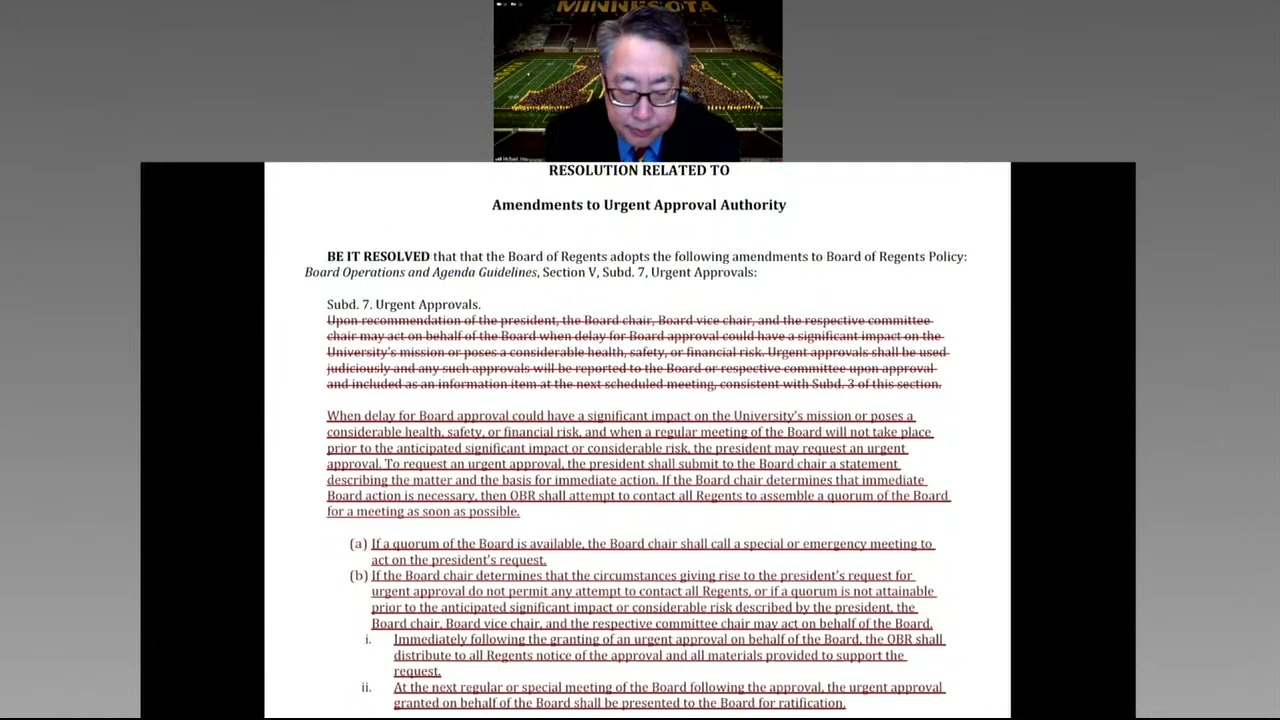 MINNESOTA
RESOLUTION RELATED TO
Amendments to Urgent Approval Authority
BE IT RESOLVED that that the Board of Regents adopts the following amendments to Board of Regents Policy:
Board Operations and Agenda Guidelines, Section V, Subd. 7, Urgent Approvals:
Subd. 7. Urgent Approvals.
Upon recommendation of the president, the Board chair, Board vice chair, and the respective committee
chair may act on behalf of the Board when delay for Board approval could have a significant impact on the
University's mission or poses a considerable health, safety, or financial risk. Urgent approvals shall be used
judiciously and any such approvals will be reported to the Board or respective committee upon approval
and included as an information item at the next scheduled meeting, consistent with Subd. 3 of this section.
When delay for Board approval could have a significant impact on the University's mission or poses a
considerable health, safety, or financial risk, and when a regular meeting of the Board will not take place
prior to the anticipated significant impact or considerable risk, the president may request an urgent
approval. To request an urgent approval, the president shall submit to the Board chair a statement
describing the matter and the basis for immediate action. If the Board chair determines that immediate
Board action is necessary, then OBR shall attempt to contact all Regents to assemble a quorum of the Board
for a meeting as soon as possible.
(a) If a quorum of the Board is available, the Board chair shall call a special or emergency meeting to
act on the president's request.
(b) If the Board chair determines that the circumstances giving rise to the president's request for
urgent approval do not permit any attempt to contact all Regents, or if a quorum is not attainable
prior to the anticipated significant impact or considerable risk described by the president, the
Board chair, Board vice chair, and the respective committee chair may act on behalf of the Board.
i. Immediately following the granting of an urgent approval on behalf of the Board, the OBR shall
distribute to all Regents notice of the approval and all materials provided to support the
request.
ii. At the next regular or special meeting of the Board following the approval, the urgent approval
granted on behalf of the Board shall be presented to the Board for ratification.